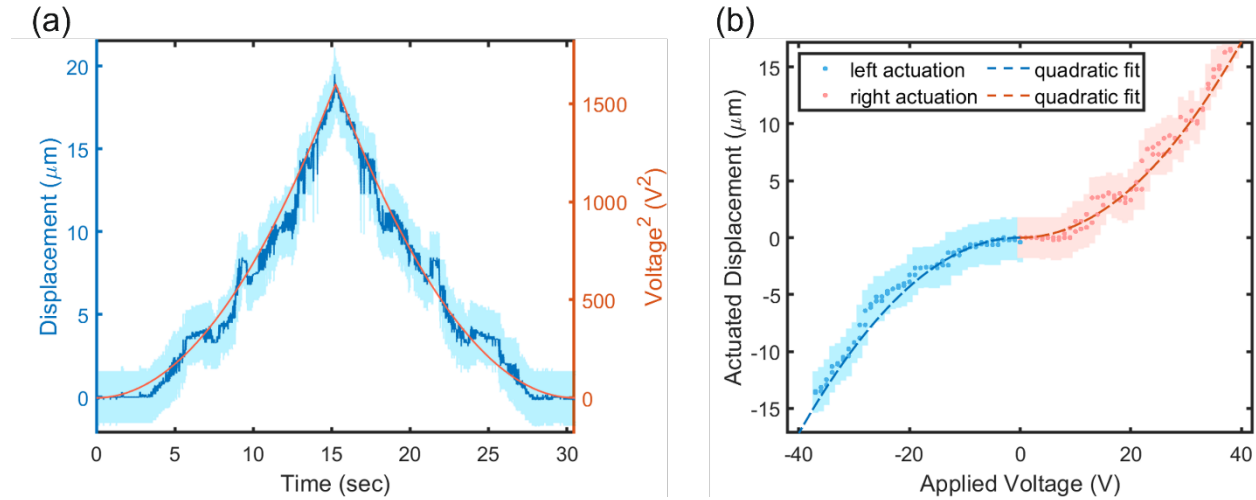 (a)
20
15
10
5
0
Displacement (μm)
1500
1000
500
0
Voltage² (V²)
0 5 10 15 20 25 30
Time (sec)
(b)
left actuation quadratic fit
right actuation quadratic fit
15
10
5
0
-5
-10
-15
Actuated Displacement (μm)
-40 -20 0 20 40
Applied Voltage (V)